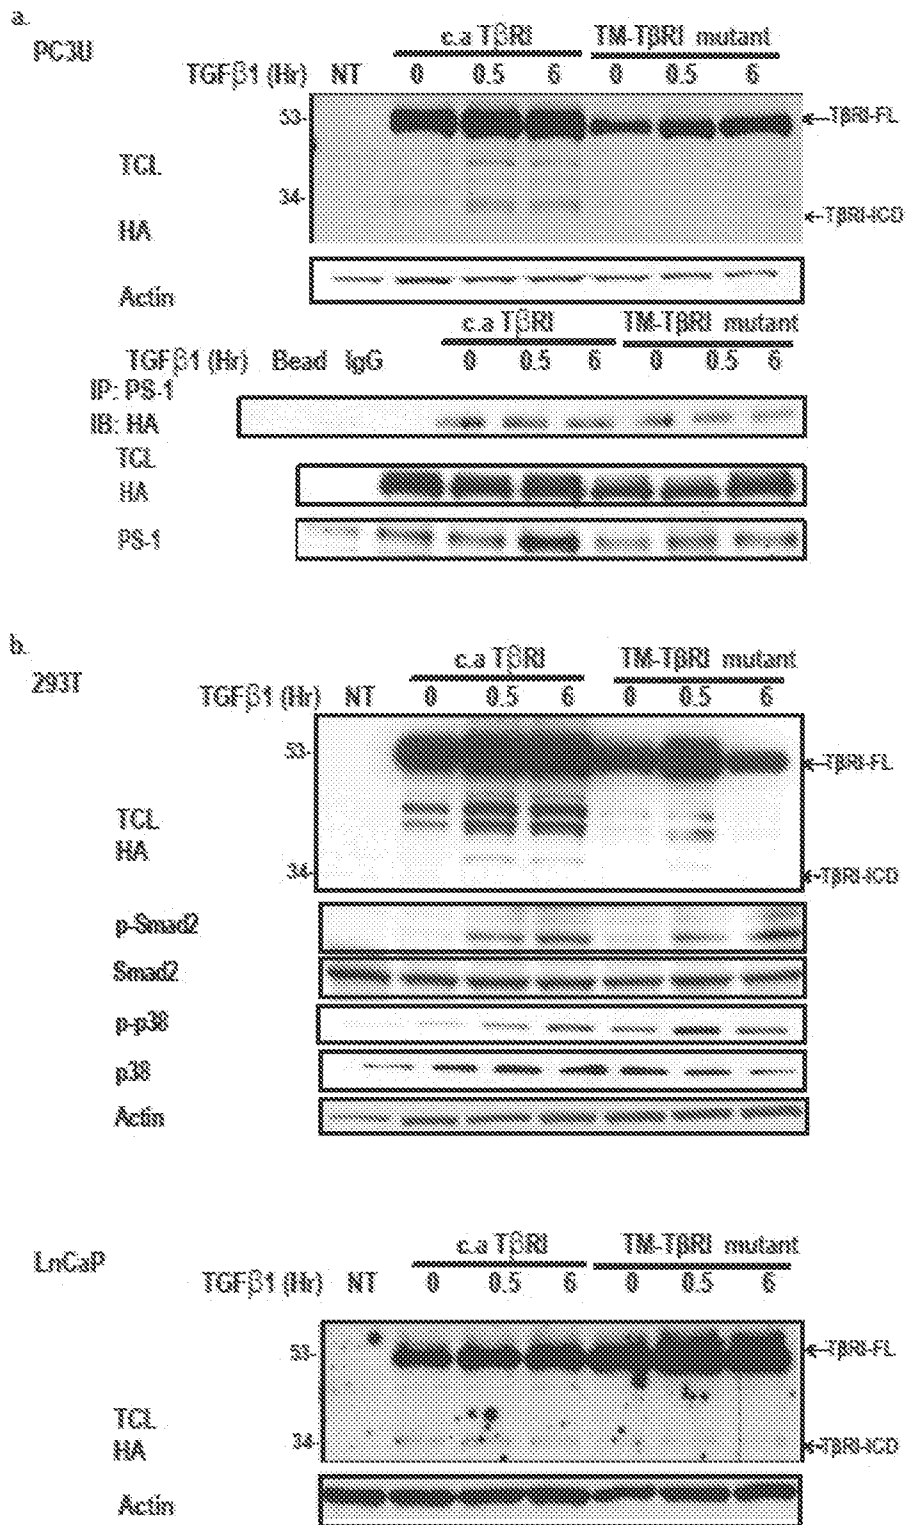 a.
PC3U
c.a TβRI TM-TβRI mutant
TGFβ1 (Hr) NT 0 0.5 6 0 0.5 6
53- TβRI-FL
TCL
34-
TβRI-ICD
HA
Actin
c.a TβRI TM-TβRI mutant
TGFβ1 (Hr) Bead IgG 0 0.5 6 0 0.5 6
IP: PS-1
IB: HA
TCL
HA
PS-1
b.
293T
c.a TβRI TM-TβRI mutant
TGFβ1 (Hr) NT 0 0.5 6 0 0.5 6
53- TβRI-FL
TCL
HA
34- TβRI-ICD
p-Smad2
Smad2
p-p38
p38
Actin
LnCaP
c.a TβRI TM-TβRI mutant
TGFβ1 (Hr) NT 0 0.5 6 0 0.5 6
53- TβRI-FL
TCL
HA
34- TβRI-ICD
Actin